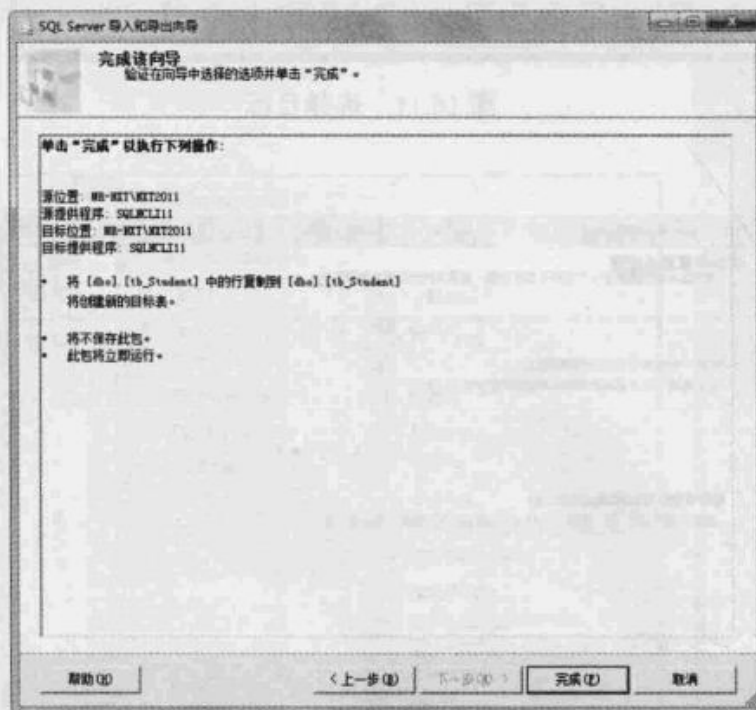 SQL Server 导入和导出向导
完成该向导
验证在向导中选择的选项并单击“完成”。
单击“完成”以执行下列操作:
源位置: MR-NXT\NXT2011
源提供程序: SQLNCLI11
目标位置: MR-NXT\NXT2011
目标提供程序: SQLNCLI11
• 将 [dbo].[tb_Student] 中的行复制到 [dbo].[tb_Student]
将创建新的目标表。
• 将不保存此包。
• 此包将立即运行。
帮助(H) < 上一步(B) 下一步(N) > 完成(F) 取消